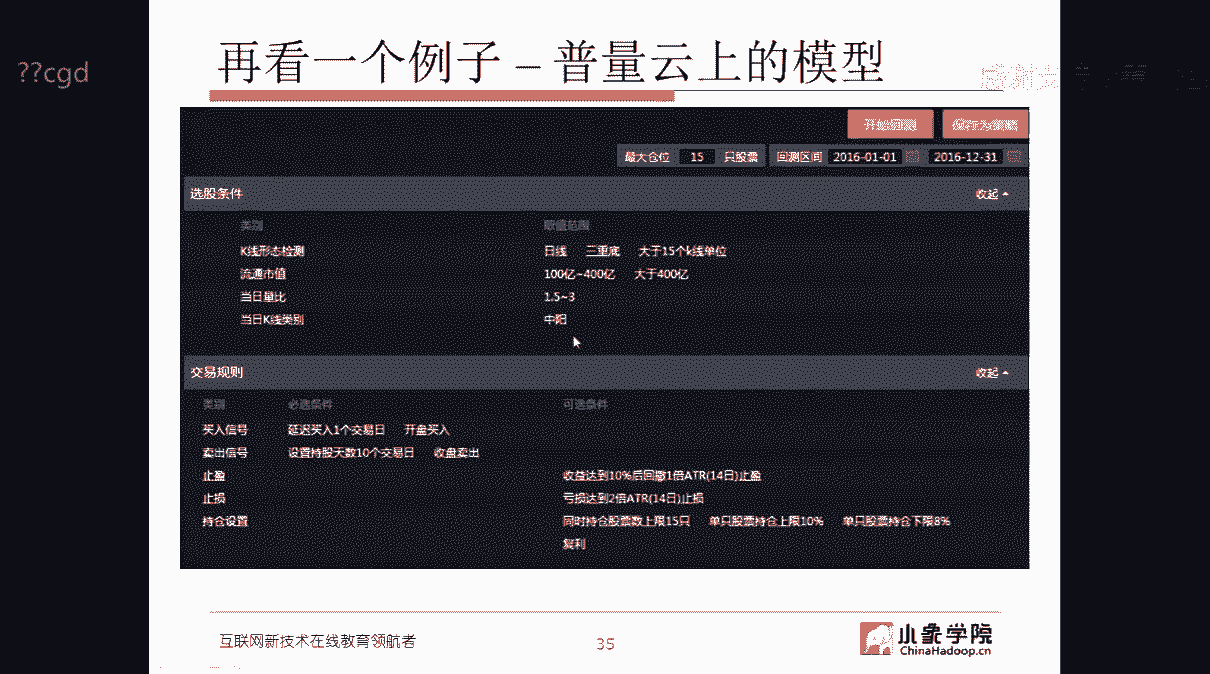 ??cgd
再看一个例子 – 普量云上的模型
开始回测
最大仓位 15 只股票 回测区间 2016-01-01 2016-12-31
选股条件 收起
类别 取值范围
K线形态检测 日线 三重底 大于15个k线单位
流通市值 100亿~400亿 大于400亿
当日量比 1.5~3
当日K线类别 中阳
交易规则 收起
类别 必选条件 可选条件
买入信号 延迟买入1个交易日 开盘买入
卖出信号 设置持股天数10个交易日 收盘卖出
止盈 收益达到10%后回撤1倍ATR(14日)止盈
止损 亏损达到2倍ATR(14日)止损
持仓设置 同时持仓股票数上限15只 单只股票持仓上限10% 单只股票持仓下限8%
复利
互联网新技术在线教育领航者 35 小象学院
ChinaHadoop.cn